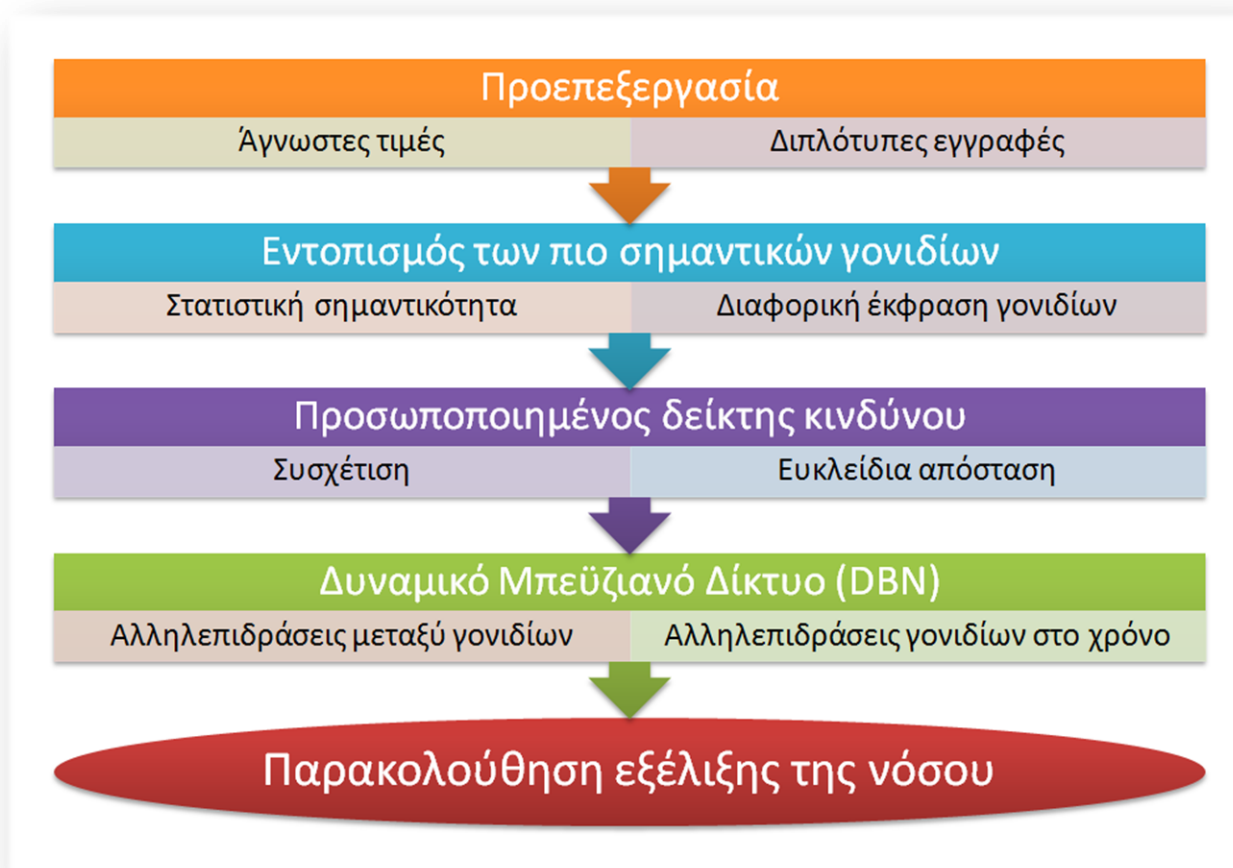 Προεπεξεργασία
Άγνωστες τιμές
Διπλότυπες εγγραφές
Εντοπισμός των πιο σημαντικών γονιδίων
Στατιστική σημαντικότητα
Διαφορική έκφραση γονιδίων
Προσωποποιημένος δείκτης κινδύνου
Συσχέτιση
Ευκλείδια απόσταση
Δυναμικό Μπεϋζιανό Δίκτυο (DBN)
Αλληλεπιδράσεις μεταξύ γονιδίων
Αλληλεπιδράσεις γονιδίων στο χρόνο
Παρακολούθηση εξέλιξης της νόσου